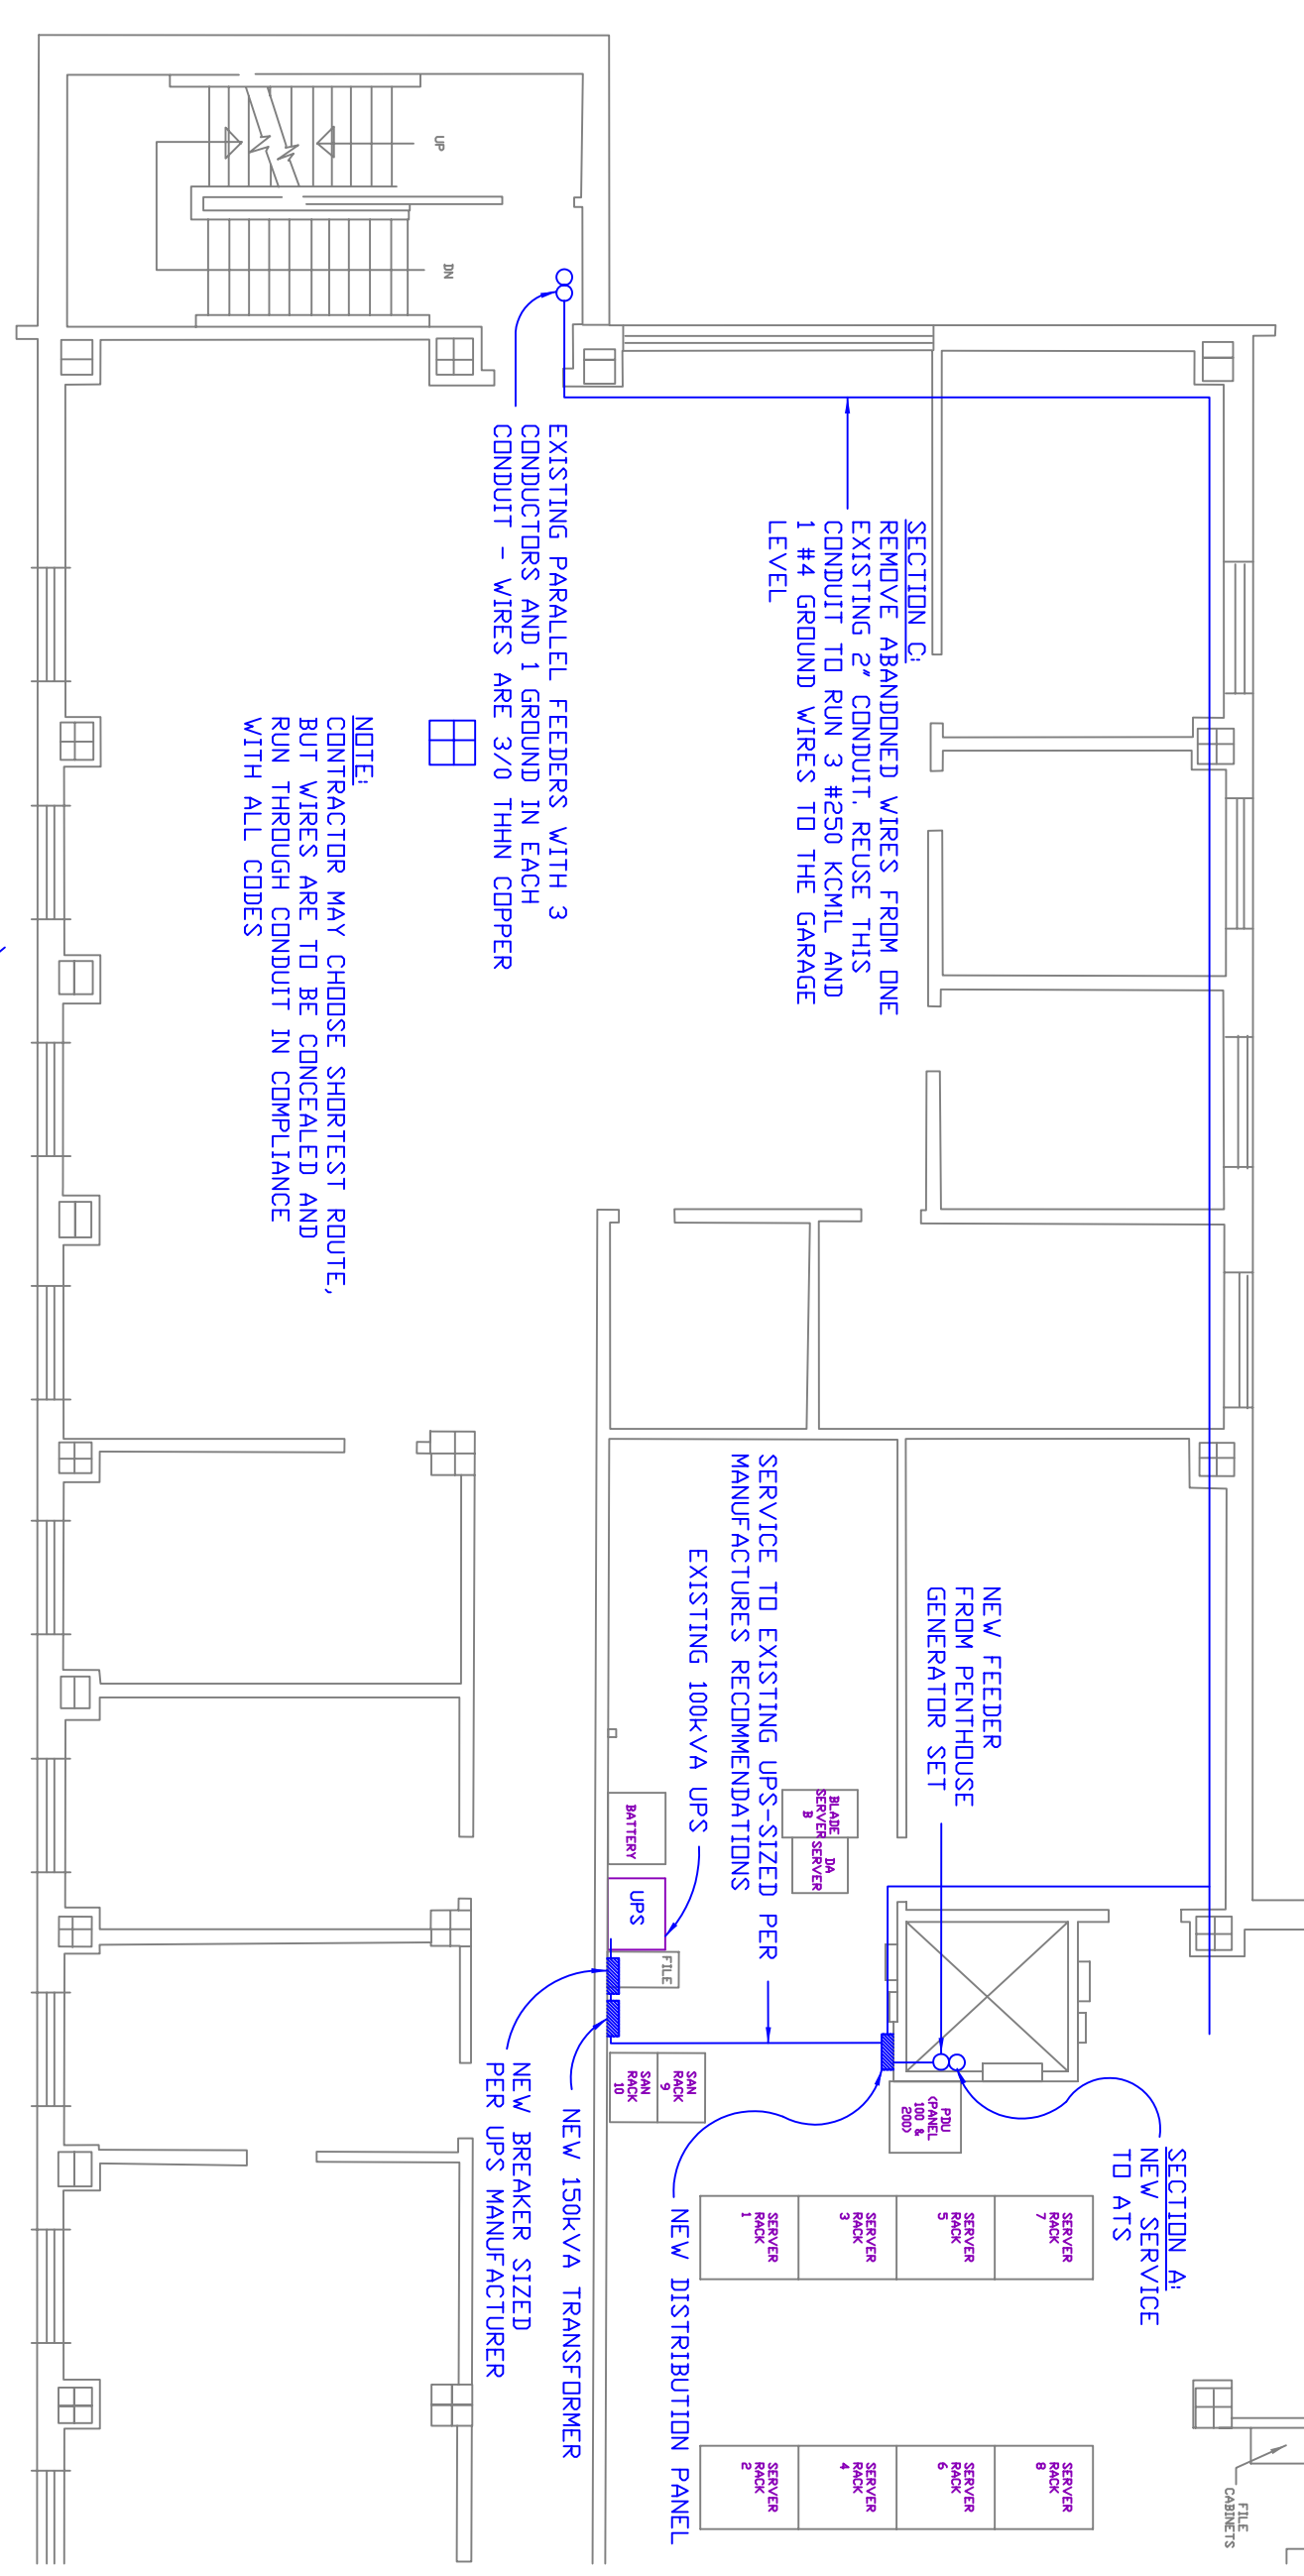 UP
DN
EXISTING PARALLEL FEEDERS WITH 3
CONDUCTORS AND 1 GROUND IN EACH
CONDUIT - WIRES ARE 3/0 THHN COPPER
SECTION C:
REMOVE ABANDONED WIRES FROM ONE
EXISTING 2" CONDUIT, REUSE THIS
CONDUIT TO RUN 3 #250 KCMIL AND
1 #4 GROUND WIRES TO THE GARAGE
LEVEL
NOTE:
CONTRACTOR MAY CHOOSE SHORTEST ROUTE,
BUT WIRES ARE TO BE CONCEALED AND
RUN THROUGH CONDUIT IN COMPLIANCE
WITH ALL CODES
SERVICE TO EXISTING UPS-SIZED PER
MANUFACTURES RECOMMENDATIONS
EXISTING 100kVA UPS
NEW FEEDER
FROM PENTHOUSE
GENERATOR SET
BLADE
SERVER
B
DA
SERVER
BATTERY
UPS
FILE
SAN
RACK
9
SAN
RACK
10
PDU
(PANEL
100 &
200)
SECTION A:
NEW SERVICE
TO ATS
NEW BREAKER SIZED
PER UPS MANUFACTURER
NEW 150kVA TRANSFORMER
NEW DISTRIBUTION PANEL
SERVER
RACK
7
SERVER
RACK
5
SERVER
RACK
3
SERVER
RACK
1
SERVER
RACK
8
SERVER
RACK
6
SERVER
RACK
4
SERVER
RACK
2
FILE
CABINETS